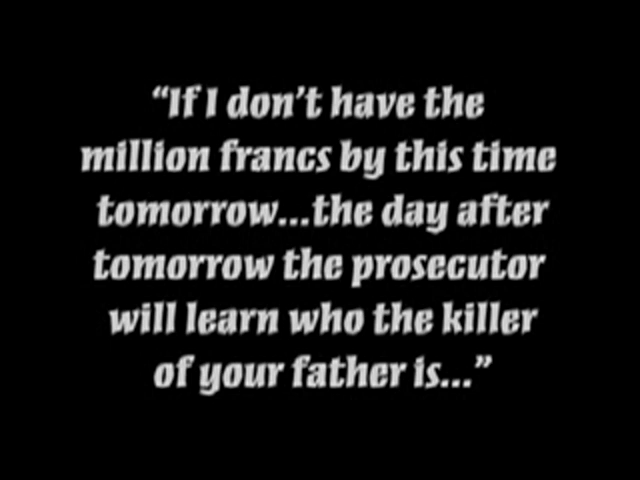 “If I don’t have the
million francs by this time
tomorrow...the day after
tomorrow the prosecutor
will learn who the killer
of your father is...”